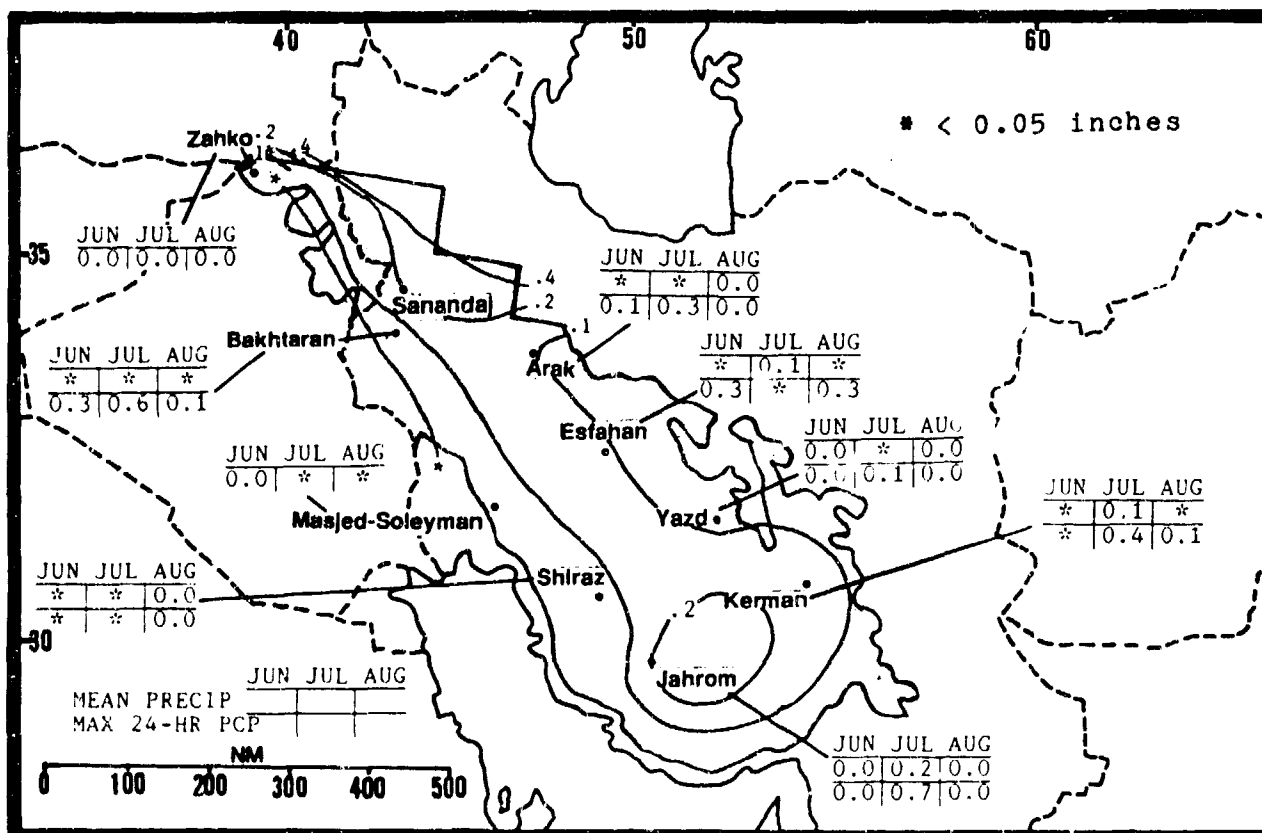 40 50 60
* < 0.05 inches
Zahko
.2
.4
.1
*
JUN JUL AUG
0.0 0.0 0.0
35
JUN JUL AUG
* * 0.0
0.1 0.3 0.0
.4
.2
.1
Sananda
Bakhtaran
JUN JUL AUG
* * *
0.3 0.6 0.1
Arak
JUN JUL AUG
* 0.1 *
0.3 * 0.3
Esfahan
JUN JUL AUG
0.0 * 0.0
0.0 0.1 0.0
JUN JUL AUG
0.0 * *
*
Masjed-Soleyman
Yazd
JUN JUL AUG
* 0.1 *
* 0.4 0.1
JUN JUL AUG
* * 0.0
* * 0.0
Shiraz
Kerman
.2
30
Jahrom
JUN JUL AUG
MEAN PRECIP
MAX 24-HR PCP
NM
0 100 200 300 400 500
JUN JUL AUG
0.0 0.2 0.0
0.0 0.7 0.0